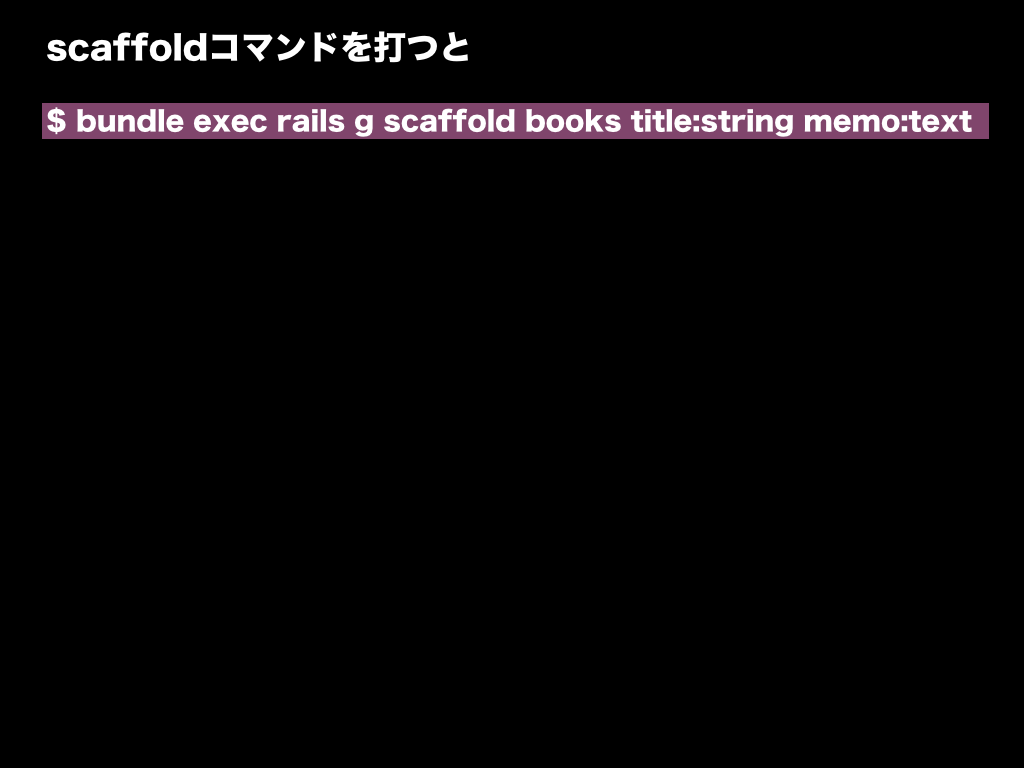 scaffoldコマンドを打つと
$ bundle exec rails g scaffold books title:string memo:text